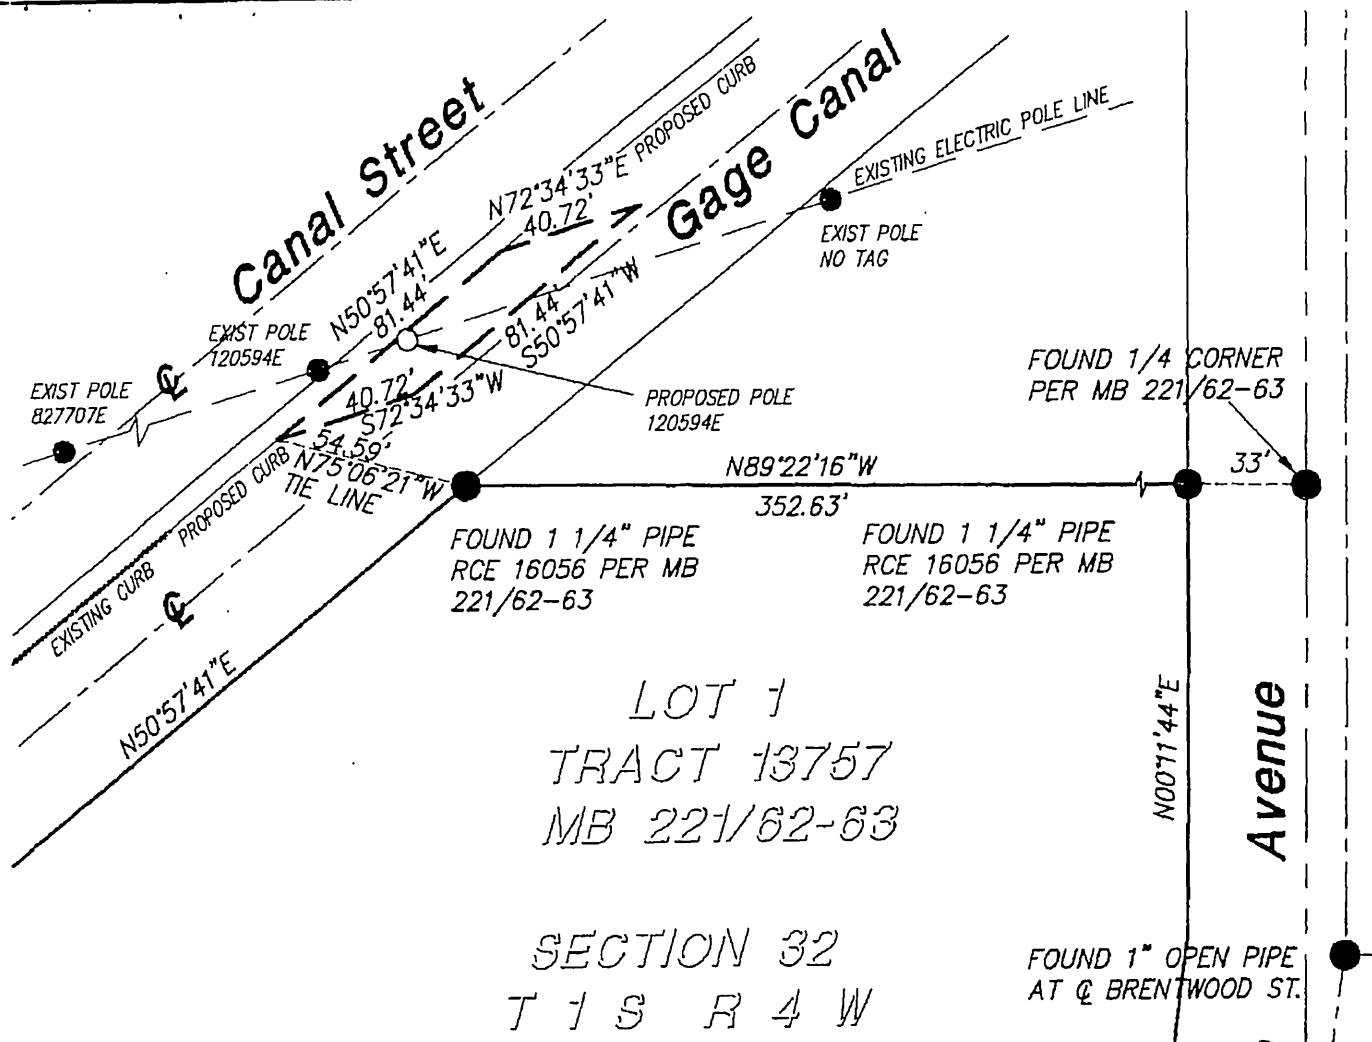 Canal Street
Gage Canal
PROPOSED CURB
EXISTING ELECTRIC POLE LINE
N72°34'33"E
40.72'
EXIST POLE
NO TAG
N50°57'41"E
81.44'
81.44'
S50°57'41"W
EXIST POLE
120594E
EXIST POLE
827707E
℄
40.72'
S72°34'33"W
PROPOSED POLE
120594E
FOUND 1/4 CORNER
PER MB 221/62-63
54.59'
N75°06'21"W
TIE LINE
PROPOSED CURB
N89°22'16"W
352.63'
33'
FOUND 1 1/4" PIPE
RCE 16056 PER MB
221/62-63
FOUND 1 1/4" PIPE
RCE 16056 PER MB
221/62-63
EXISTING CURB
℄
N50°57'41"E
LOT 1
TRACT 13757
MB 221/62-63
N00°11'44"E
Avenue
SECTION 32
T 1 S R 4 W
FOUND 1" OPEN PIPE
AT ℄ BRENTWOOD ST.